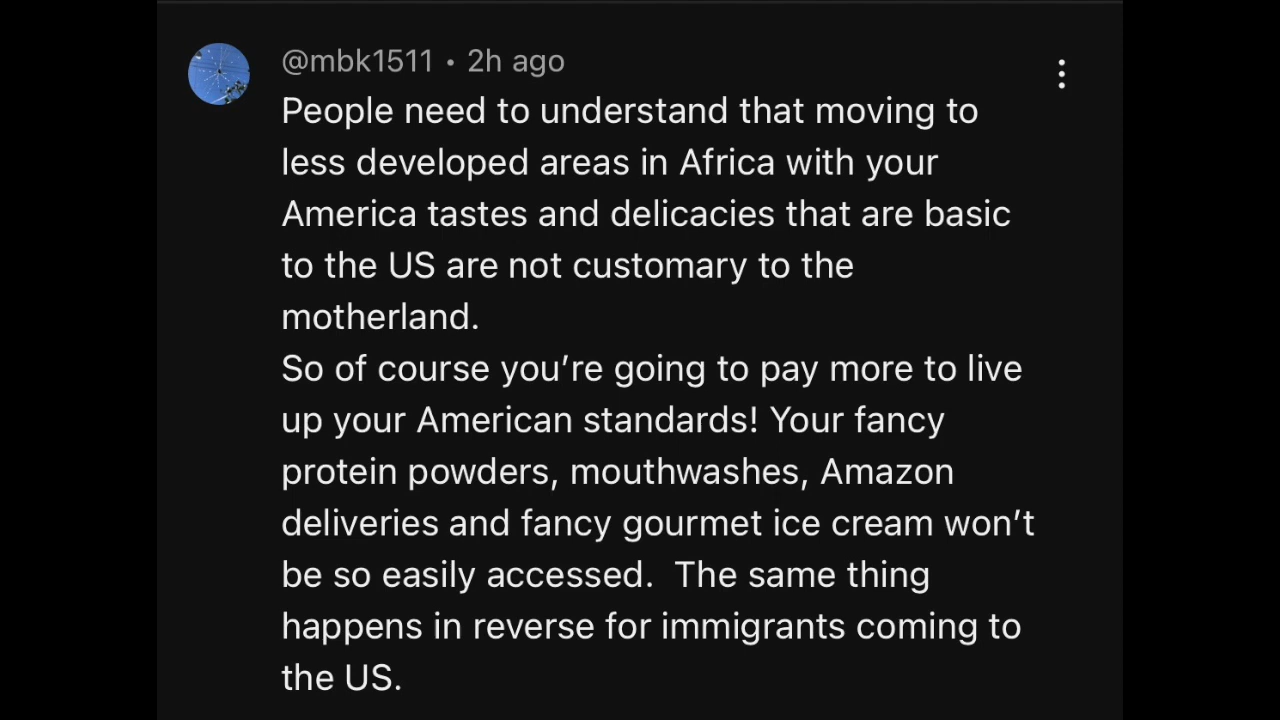 @mbk1511 • 2h ago
People need to understand that moving to
less developed areas in Africa with your
America tastes and delicacies that are basic
to the US are not customary to the
motherland.
So of course you’re going to pay more to live
up your American standards! Your fancy
protein powders, mouthwashes, Amazon
deliveries and fancy gourmet ice cream won’t
be so easily accessed.  The same thing
happens in reverse for immigrants coming to
the US.